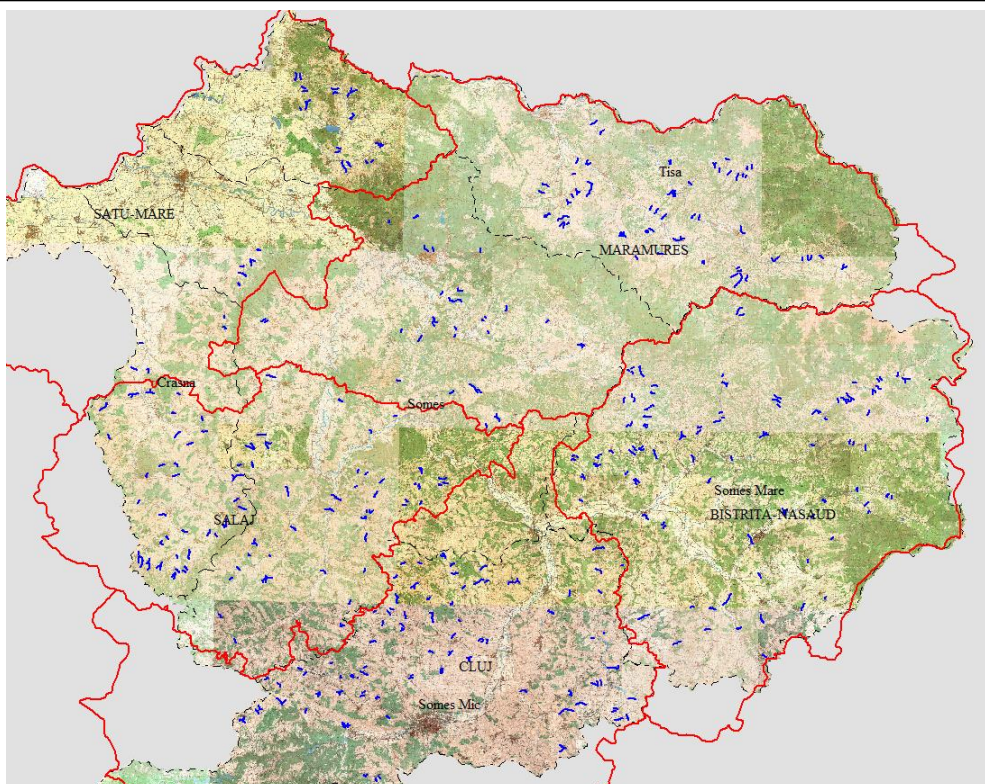 Tisa
SATU-MARE
MARAMURES
Crasna
Somes
Somes Mare
BISTRITA-NASAUD
SALAJ
CLUJ
Somes Mic